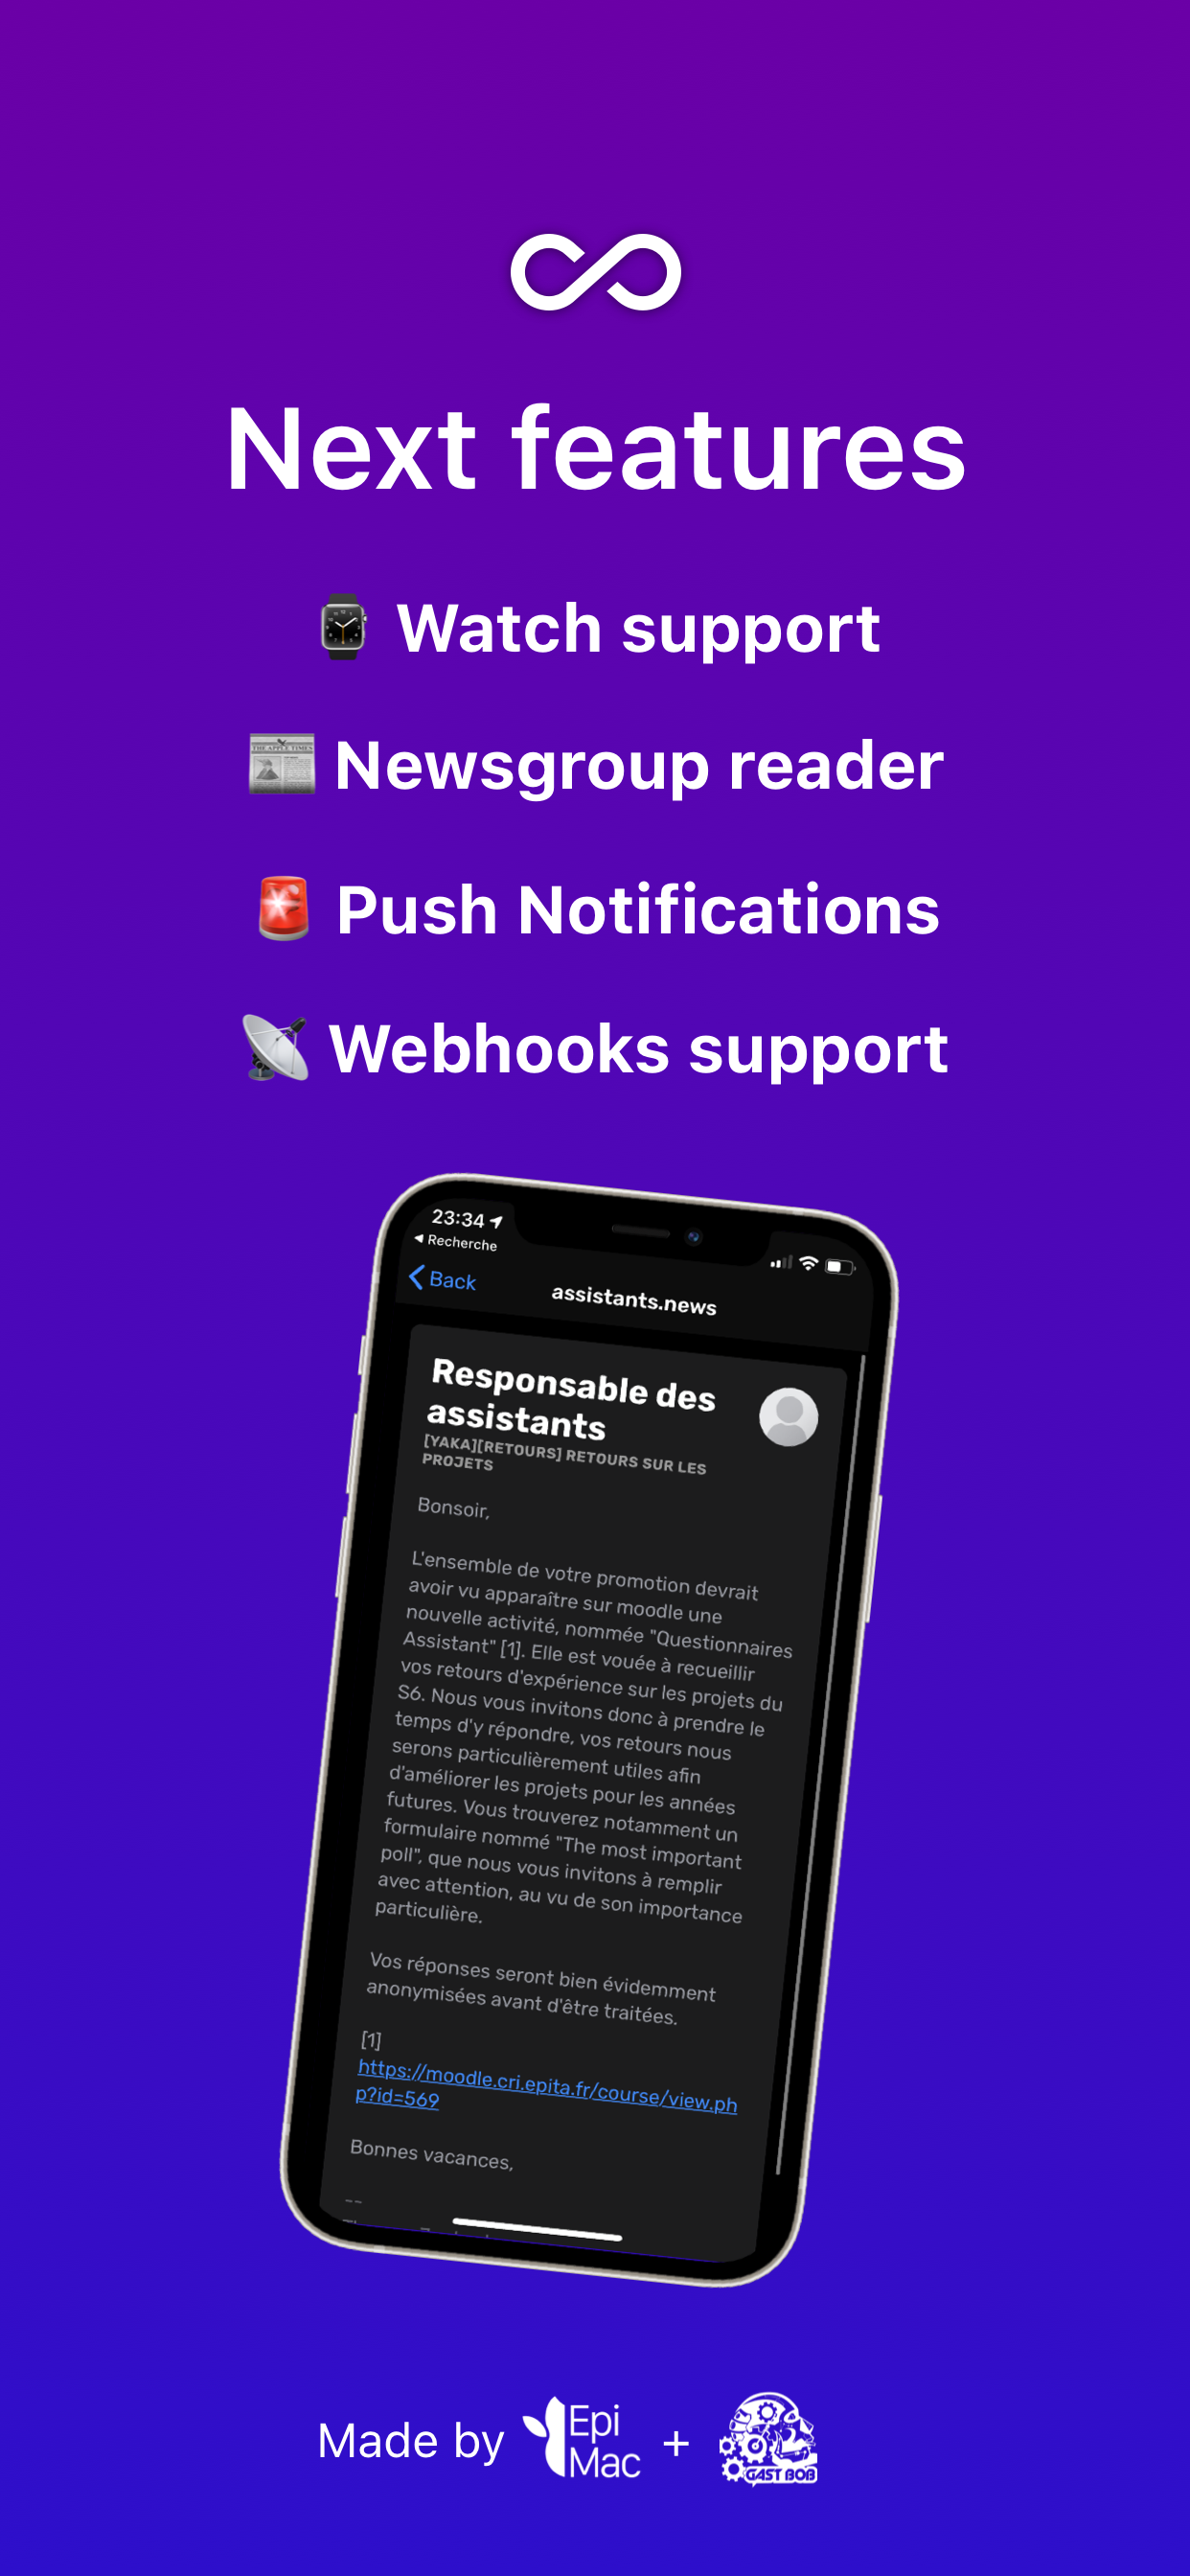 Next features
Watch support
THE APPLE TIMES
Newsgroup reader
Push Notifications
Webhooks support
23:34
Recherche
Back
assistants.news
Responsable des
assistants
[YAKA][RETOURS] RETOURS SUR LES
PROJETS
Bonsoir,
L'ensemble de votre promotion devrait
avoir vu apparaître sur moodle une
nouvelle activité, nommée "Questionnaires
Assistant" [1]. Elle est vouée à recueillir
vos retours d'expérience sur les projets du
S6. Nous vous invitons donc à prendre le
temps d'y répondre, vos retours nous
serons particulièrement utiles afin
d'améliorer les projets pour les années
futures. Vous trouverez notamment un
formulaire nommé "The most important
poll", que nous vous invitons à remplir
avec attention, au vu de son importance
particulière.
Vos réponses seront bien évidemment
anonymisées avant d'être traitées.
[1]
https://moodle.cri.epita.fr/course/view.ph
p?id=569
Bonnes vacances,
--
Made by Epi Mac + GAST BOB